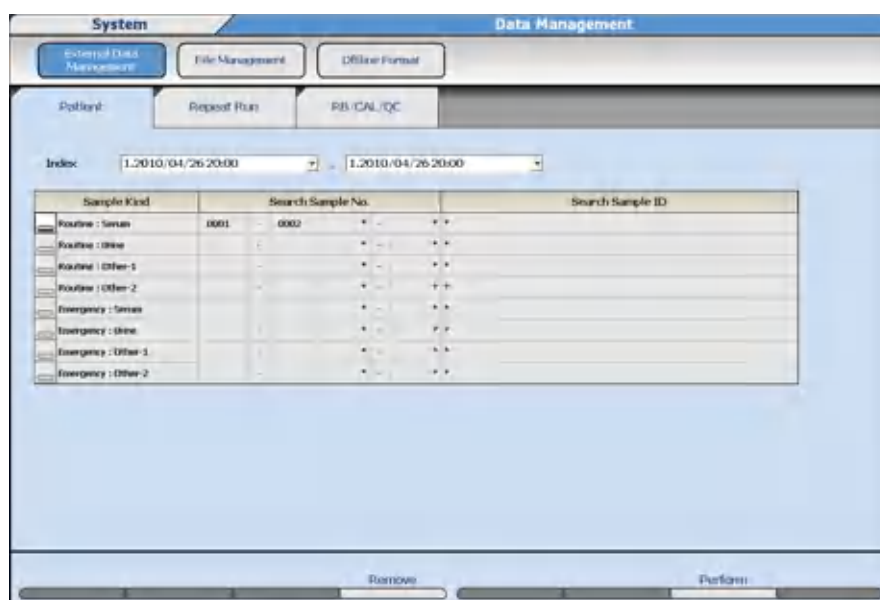 System Data Management
External Data Management File Management Offline Format
Patient Repeat Run RB/CAL/QC
Index 1.2010/04/26 20:00 - 1.2010/04/26 20:00
Sample Kind Search Sample No. Search Sample ID
Routine : Serum 0001 - 0002 * - * *
Routine : Urine - * - * *
Routine : Other-1 - * - * *
Routine : Other-2 - * - * *
Emergency : Serum - * - * *
Emergency : Urine - * - * *
Emergency : Other-1 - * - * *
Emergency : Other-2 - * - * *
Remove Perform